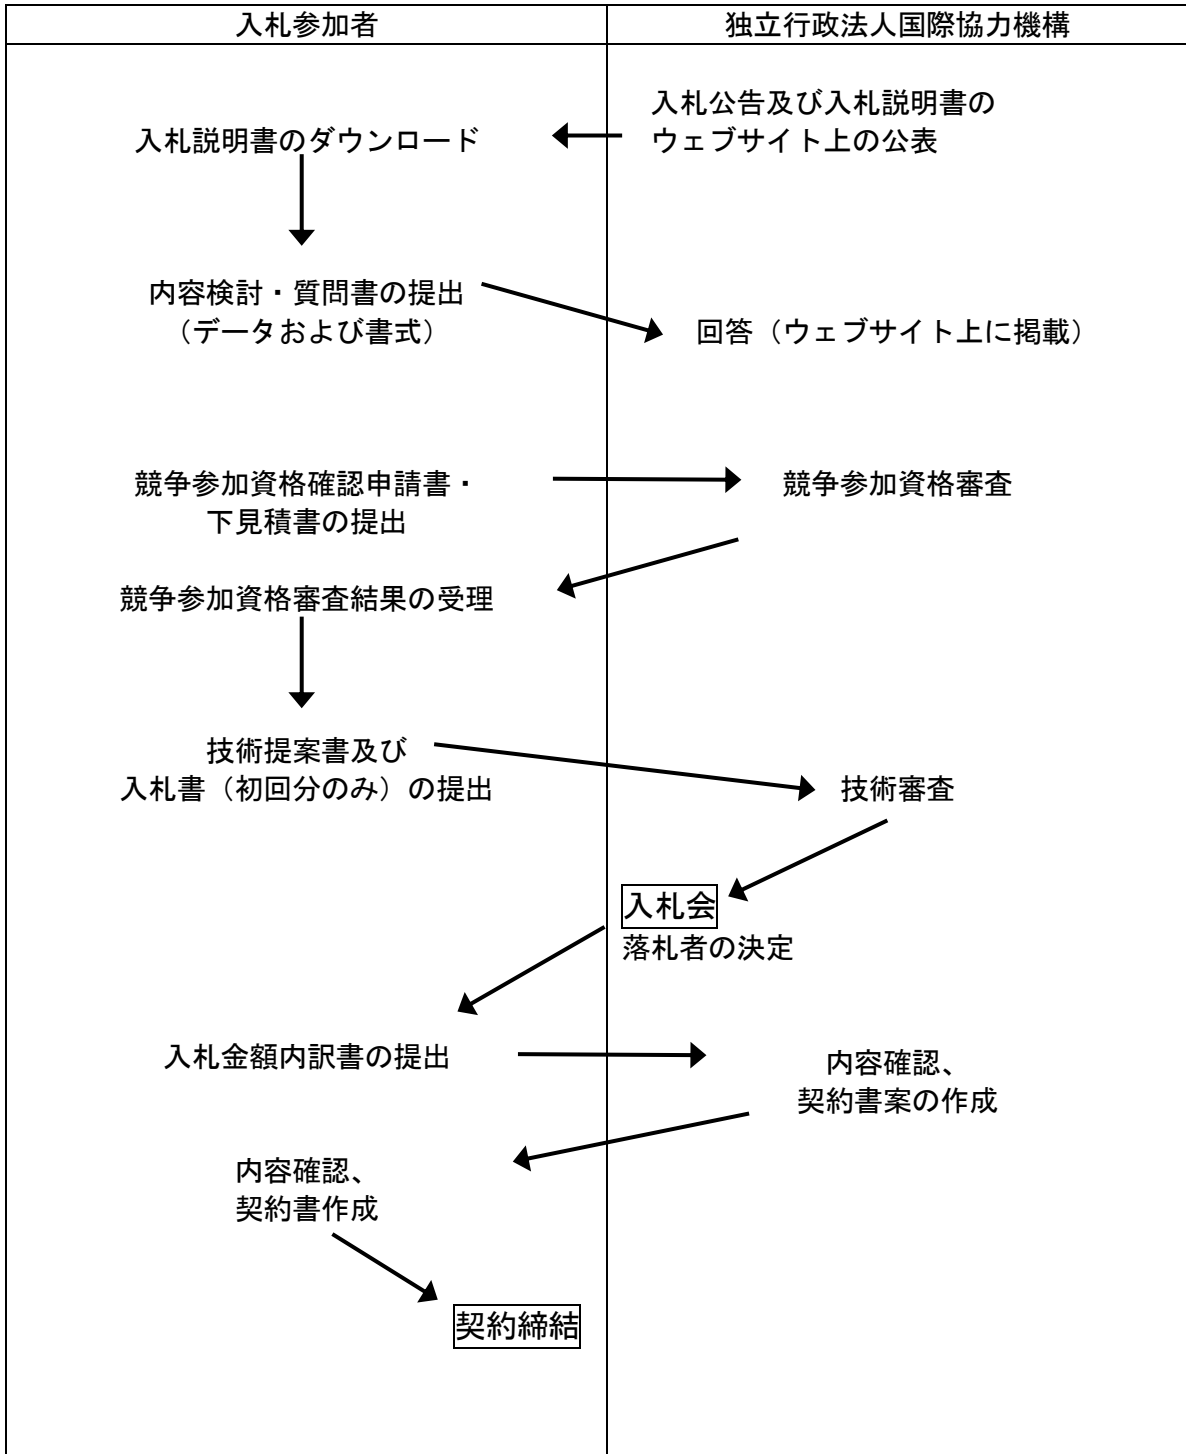 入札参加者
独立行政法人国際協力機構
入札公告及び入札説明書の
ウェブサイト上の公表
入札説明書のダウンロード
内容検討・質問書の提出
（データおよび書式）
回答（ウェブサイト上に掲載）
競争参加資格確認申請書・
下見積書の提出
競争参加資格審査
競争参加資格審査結果の受理
技術提案書及び
入札書（初回分のみ）の提出
技術審査
入札会
落札者の決定
入札金額内訳書の提出
内容確認、
契約書案の作成
内容確認、
契約書作成
契約締結